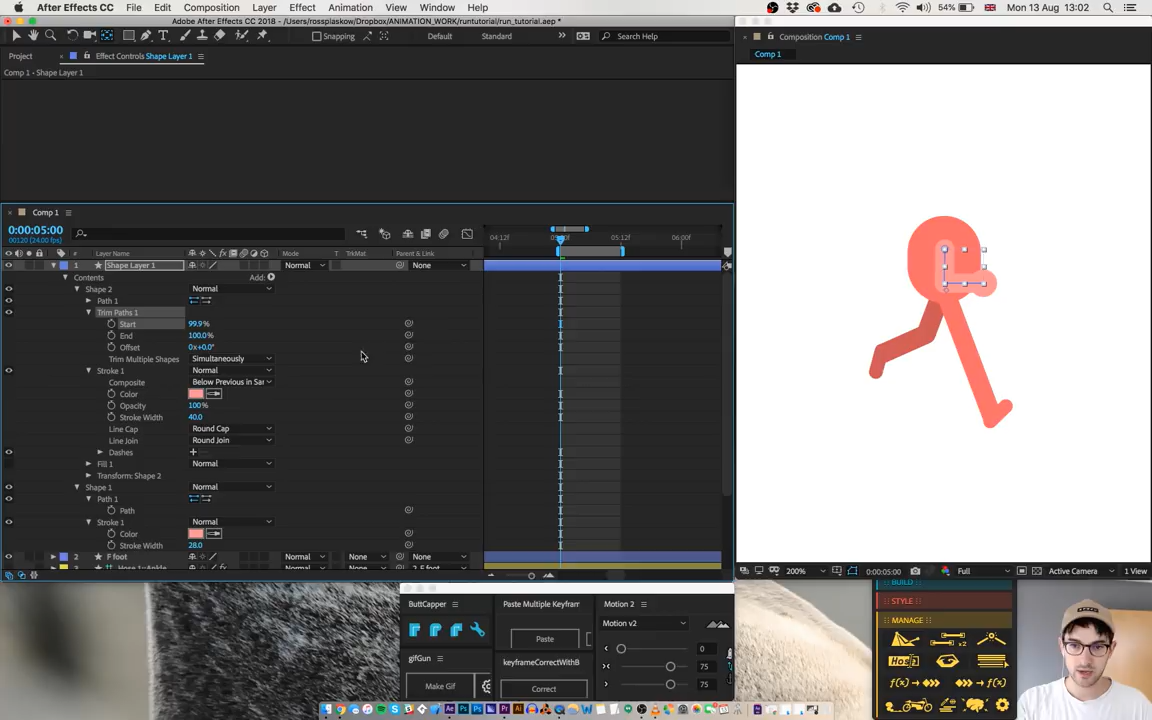 After Effects CC File Edit Composition Layer Effect Animation View Window Help 54% Mon 13 Aug 13:02
Adobe After Effects CC 2018 - /Users/rossplaskow/Dropbox/ANIMATION_WORK/runtutorial/run_tutorial.aep *
Snapping Default Standard Search Help
Project Effect Controls Shape Layer 1 Composition Comp 1
Comp 1 • Shape Layer 1 Comp 1
Comp 1
0:00:05:00
00120 (24.00 fps)
04:12f 05:12f 06:00f
Layer Name Mode T TrkMat Parent & Link
1 Shape Layer 1 Normal None
Contents Add:
Shape 2 Normal
Path 1
Trim Paths 1
Start 99.9%
End 100.0%
Offset 0x+0.0°
Trim Multiple Shapes Simultaneously
Stroke 1 Normal
Composite Below Previous in Sar
Color
Opacity 100%
Stroke Width 40.0
Line Cap Round Cap
Line Join Round Join
Dashes +
Fill 1 Normal
Transform: Shape 2
Shape 1 Normal
Path 1
Path
Stroke 1 Normal
Color
Stroke Width 28.0
2 F foot Normal None None
200% 0:00:05:00 Full Active Camera 1 View
BUILD
STYLE
MANAGE
ButtCapper Paste Multiple Keyfram Motion 2
Motion v2
Paste 0
gifGun keyframeCorrectWithB 75
Make Gif Correct 75
x2
f(x) f(x)